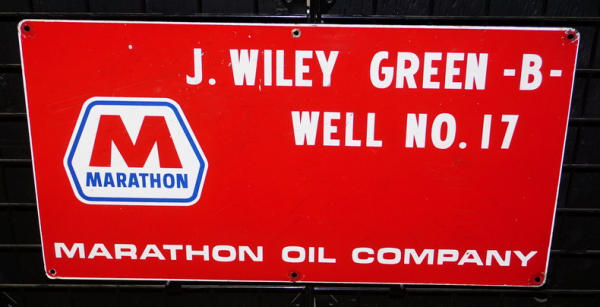 J. WILEY GREEN -B-
WELL NO. 17
M
MARATHON
MARATHON OIL COMPANY